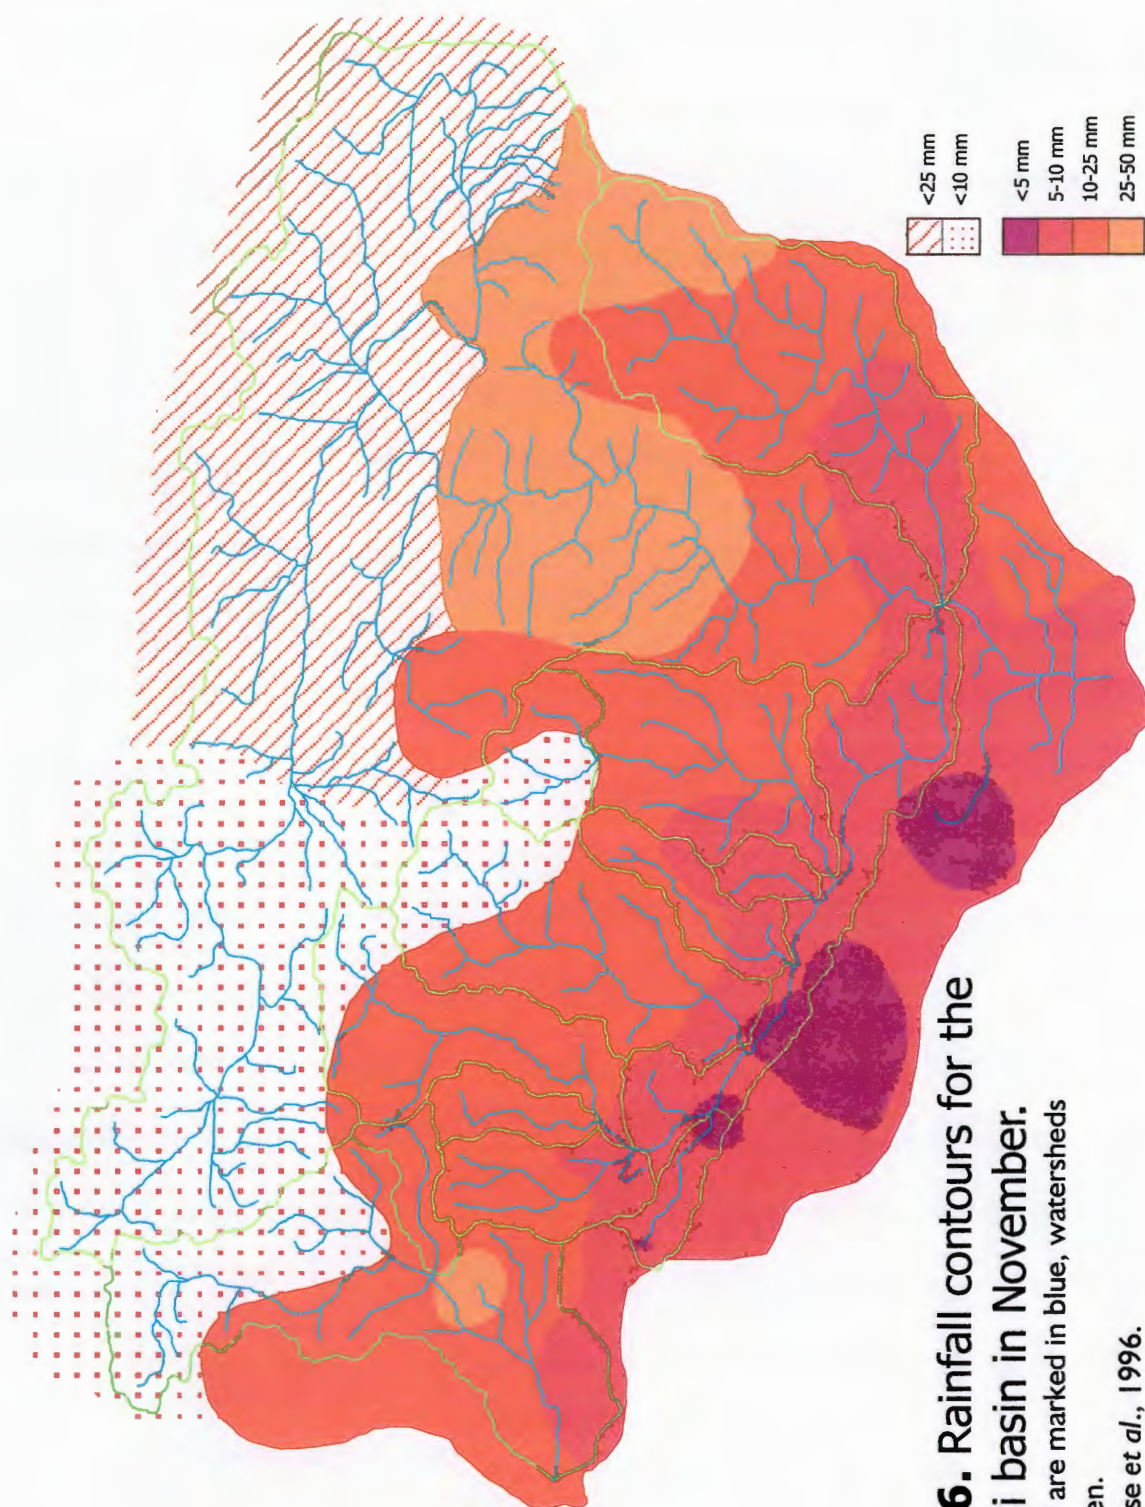 6. Rainfall contours for the
i basin in November.
are marked in blue, watersheds
en.
se et al., 1996.
<25 mm
<10 mm
<5 mm
5-10 mm
10-25 mm
25-50 mm